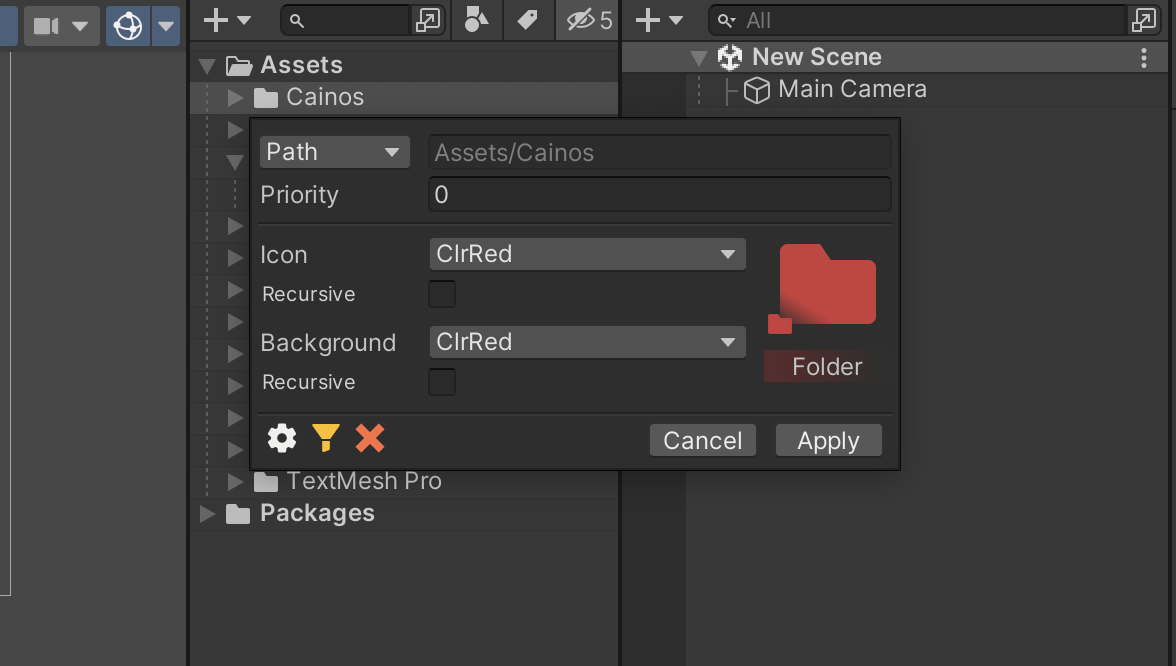 5
All
Assets
New Scene
Cainos
Main Camera
Path
Assets/Cainos
Priority
0
Icon
ClrRed
Recursive
Background
ClrRed
Recursive
Folder
Cancel
Apply
TextMesh Pro
Packages